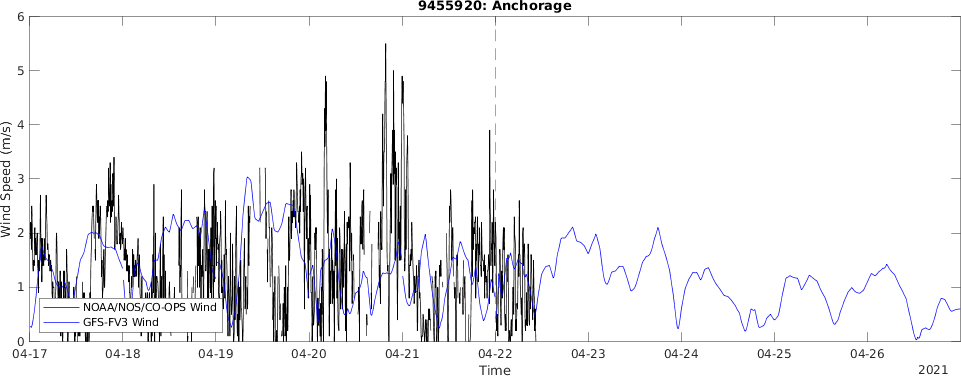 9455920: Anchorage
6
5
4
3
2
1
0
Wind Speed (m/s)
NOAA/NOS/CO-OPS Wind
GFS-FV3 Wind
04-17 04-18 04-19 04-20 04-21 04-22 04-23 04-24 04-25 04-26
Time
2021